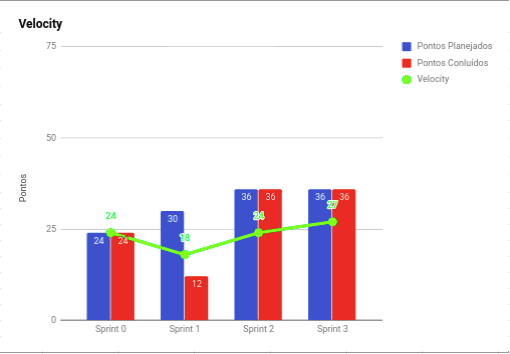 Velocity
Pontos
75
50
25
0
24
24
24
30
18
12
36
24
36
36
27
36
Sprint 0
Sprint 1
Sprint 2
Sprint 3
Pontos Planejados
Pontos Conluídos
Velocity